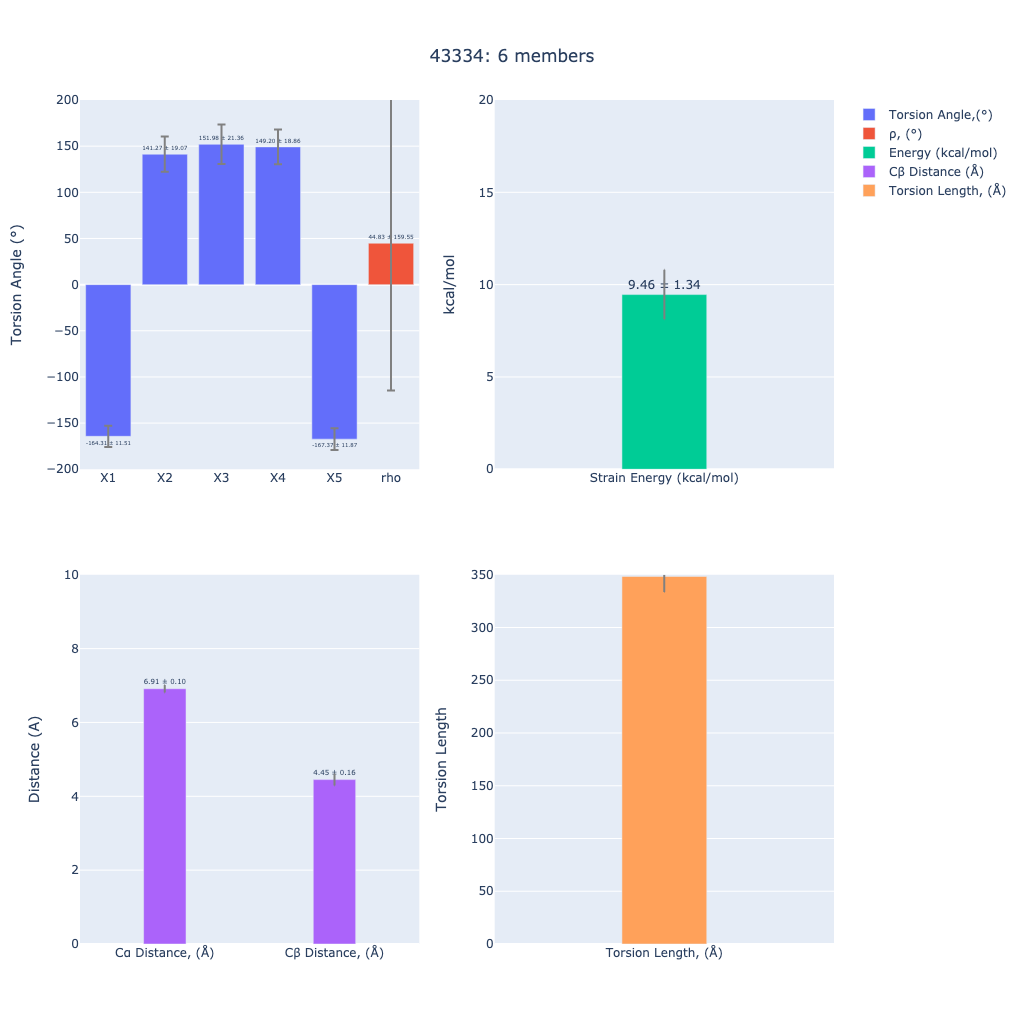 43334: 6 members
Torsion Angle (°)
200
150
100
50
0
−50
−100
−150
−200
-164.31 ± 11.51
141.27 ± 19.07
151.98 ± 21.36
149.20 ± 18.86
-167.37 ± 11.87
44.83 ± 159.55
X1 X2 X3 X4 X5 rho
kcal/mol
20
15
10
5
0
9.46 ± 1.34
Strain Energy (kcal/mol)
Torsion Angle,(°)
ρ, (°)
Energy (kcal/mol)
Cβ Distance (Å)
Torsion Length, (Å)
Distance (A)
10
8
6
4
2
0
6.91 ± 0.10
4.45 ± 0.16
Cα Distance, (Å) Cβ Distance, (Å)
Torsion Length
350
300
250
200
150
100
50
0
Torsion Length, (Å)